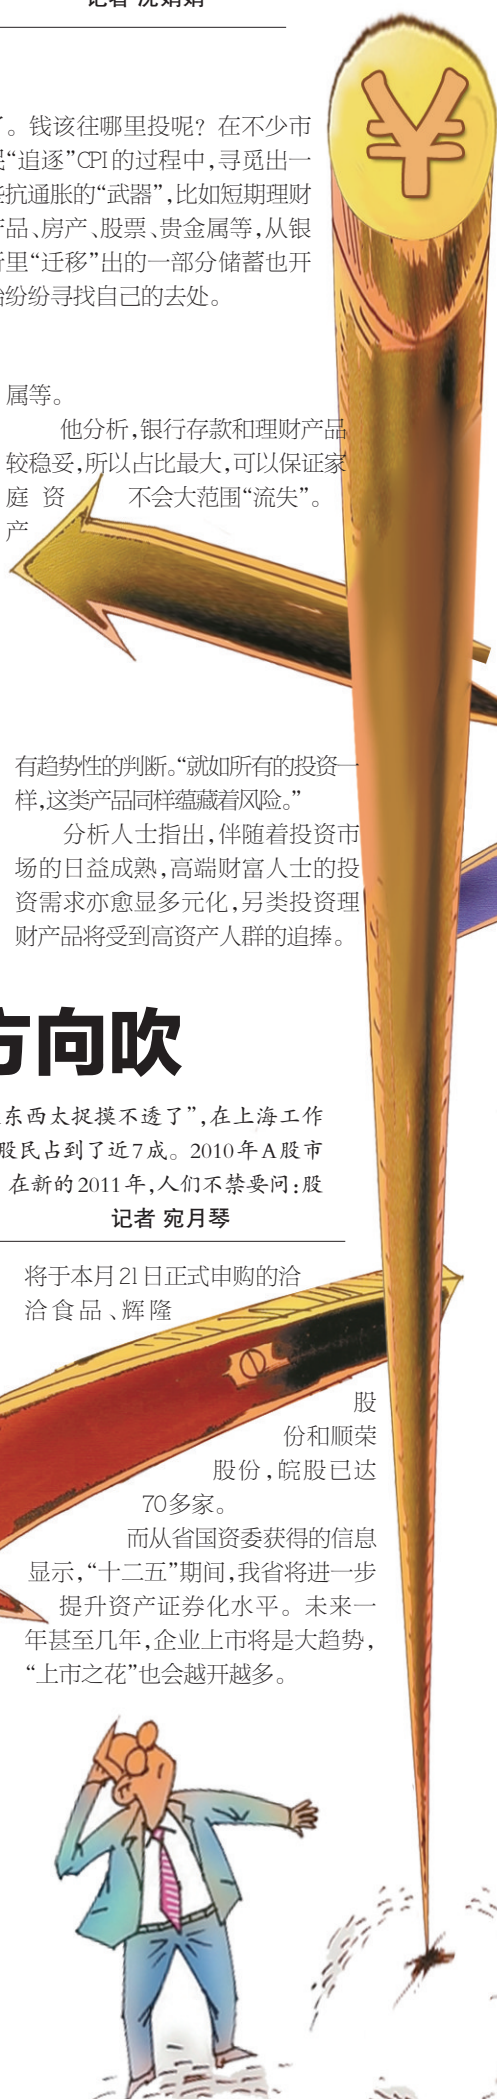 。钱该往哪里投呢？在不少市
“追逐”CPI的过程中，寻觅出一
抗通胀的“武器”，比如短期理财
品、房产、股票、贵金属等，从银
里“迁移”出的一部分储蓄也开
纷纷寻找自己的去处。
¥
属等。
他分析，银行存款和理财产品
较稳妥，所以占比最大，可以保证家
庭资 不会大范围“流失”。
产
有趋势性的判断。“就如所有的投资一
样，这类产品同样蕴藏着风险。”
分析人士指出，伴随着投资市
场的日益成熟，高端财富人士的投
资需求亦愈显多元化，另类投资理
财产品将受到高资产人群的追捧。
方向吹
东西太捉摸不透了”，在上海工作
股民占到了近7成。2010年A股市
在新的2011年，人们不禁要问：股
记者 宛月琴
将于本月21日正式申购的洽
洽食品、辉隆
股
份和顺荣
股份，皖股已达
70多家。
而从省国资委获得的信息
显示，“十二五”期间，我省将进一步
提升资产证券化水平。未来一
年甚至几年，企业上市将是大趋势，
“上市之花”也会越开越多。